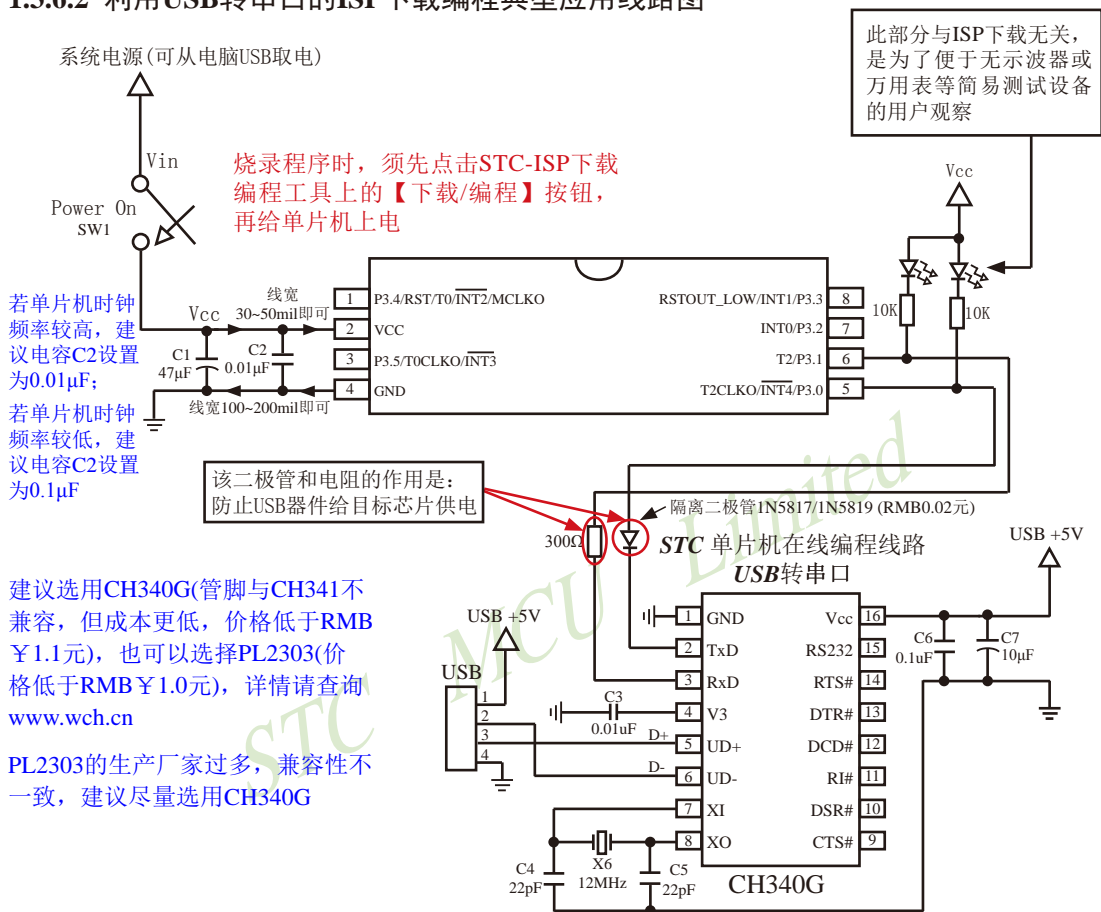 1.5.6.2 利用USB转串口的ISP下载编程典型应用线路图
系统电源(可从电脑USB取电)
此部分与ISP下载无关，
是为了便于无示波器或
万用表等简易测试设备
的用户观察
Vin
Power On
SW1
烧录程序时，须先点击STC-ISP下载
编程工具上的【下载/编程】按钮，
再给单片机上电
Vcc
10K
10K
若单片机时钟
频率较高，建
议电容C2设置
为0.01μF；
若单片机时钟
频率较低，建
议电容C2设置
为0.1μF
Vcc
线宽
30~50mil即可
C1
47μF
C2
0.01μF
线宽100~200mil即可
1 P3.4/RST/T0/INT2/MCLKO
2 VCC
3 P3.5/T0CLKO/INT3
4 GND
RSTOUT_LOW/INT1/P3.3 8
INT0/P3.2 7
T2/P3.1 6
T2CLKO/INT4/P3.0 5
该二极管和电阻的作用是：
防止USB器件给目标芯片供电
隔离二极管1N5817/1N5819 (RMB0.02元)
300Ω
STC 单片机在线编程线路
USB转串口
USB +5V
建议选用CH340G(管脚与CH341不
兼容，但成本更低，价格低于RMB
￥1.1元)，也可以选择PL2303(价
格低于RMB￥1.0元)，详情请查询
www.wch.cn
PL2303的生产厂家过多，兼容性不
一致，建议尽量选用CH340G
USB +5V
USB
1
2
3
4
C3
0.01uF
D+
D-
1 GND
2 TxD
3 RxD
4 V3
5 UD+
6 UD-
7 XI
8 XO
Vcc 16
RS232 15
RTS# 14
DTR# 13
DCD# 12
RI# 11
DSR# 10
CTS# 9
C6
0.1uF
C7
10μF
C4
22pF
X6
12MHz
C5
22pF
CH340G
STC MCU Limited